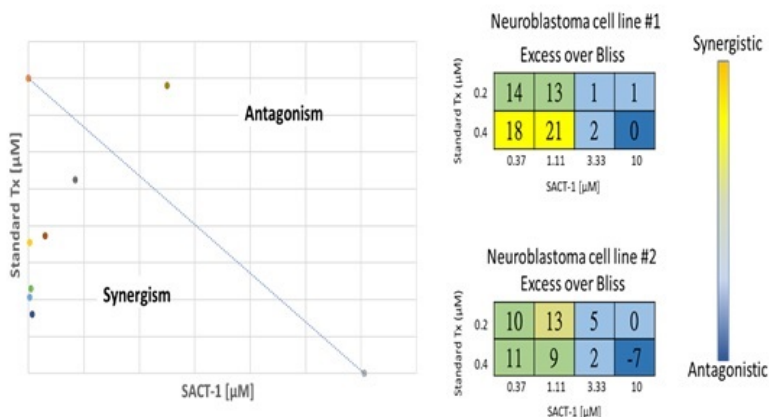 Standard Tx [µM]
Antagonism
Synergism
SACT-1 [µM]
Neuroblastoma cell line #1
Excess over Bliss
Standard Tx (µM)
0.2
14 13 1 1
0.4
18 21 2 0
0.37 1.11 3.33 10
SACT-1 [µM]
Neuroblastoma cell line #2
Excess over Bliss
Standard Tx (µM)
0.2
10 13 5 0
0.4
11 9 2 -7
0.37 1.11 3.33 10
SACT-1 [µM]
Synergistic
Antagonistic